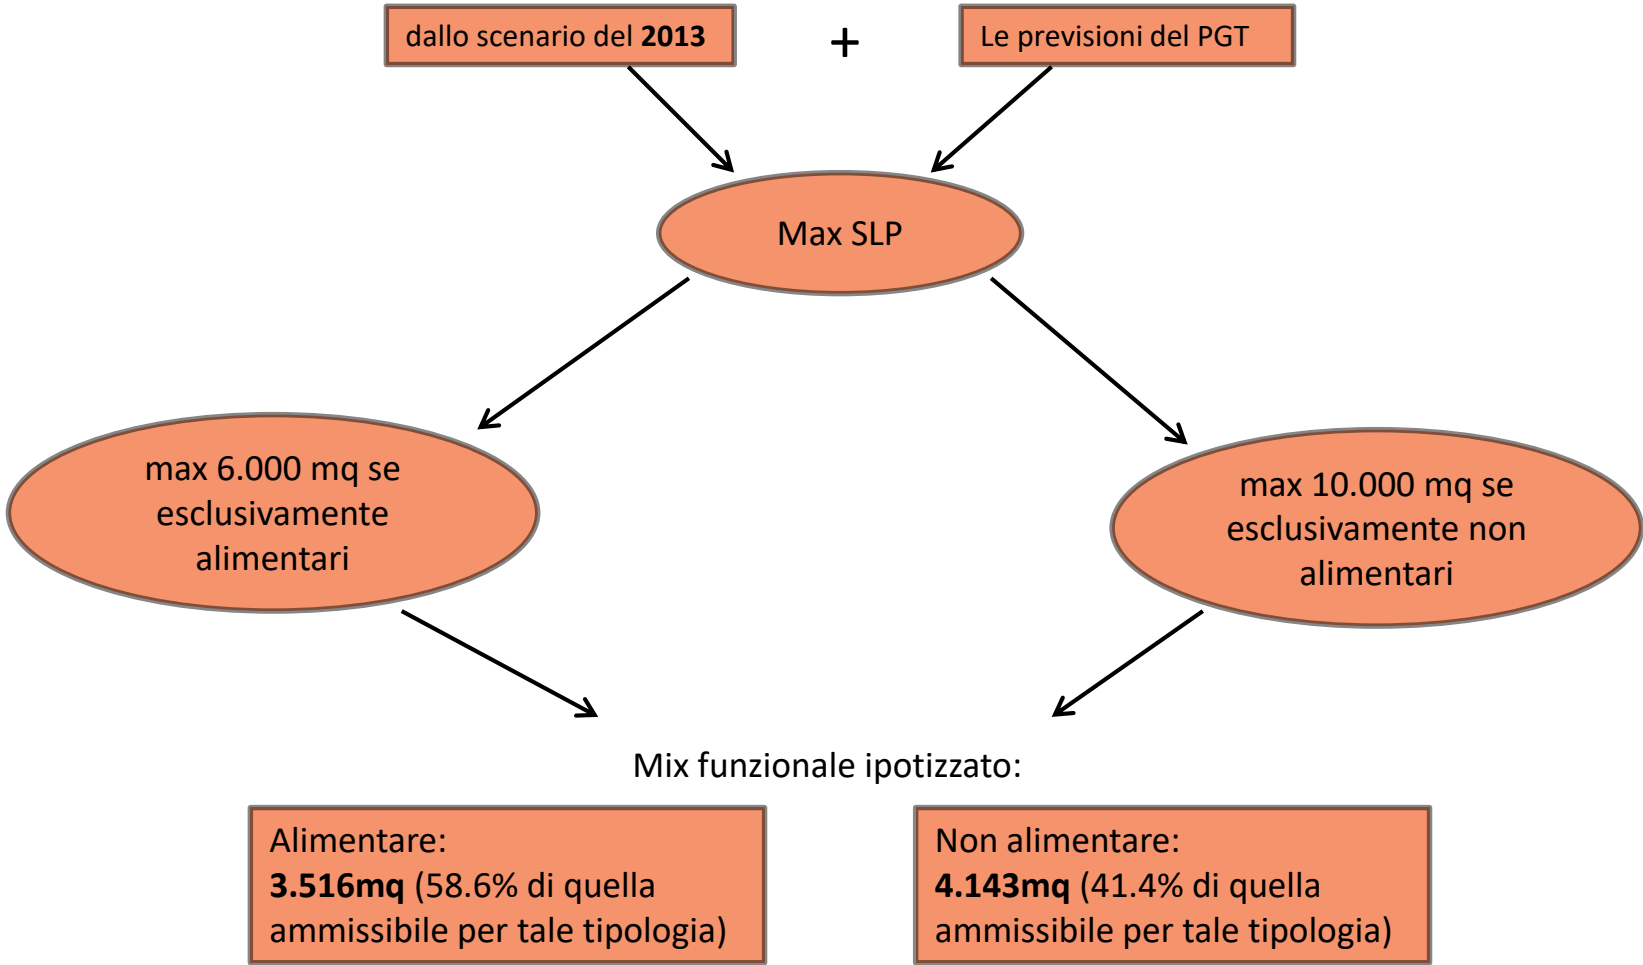 dallo scenario del 2013
+
Le previsioni del PGT
Max SLP
max 6.000 mq se
esclusivamente
alimentari
max 10.000 mq se
esclusivamente non
alimentari
Mix funzionale ipotizzato:
Alimentare:
3.516mq (58.6% di quella
ammissibile per tale tipologia)
Non alimentare:
4.143mq (41.4% di quella
ammissibile per tale tipologia)